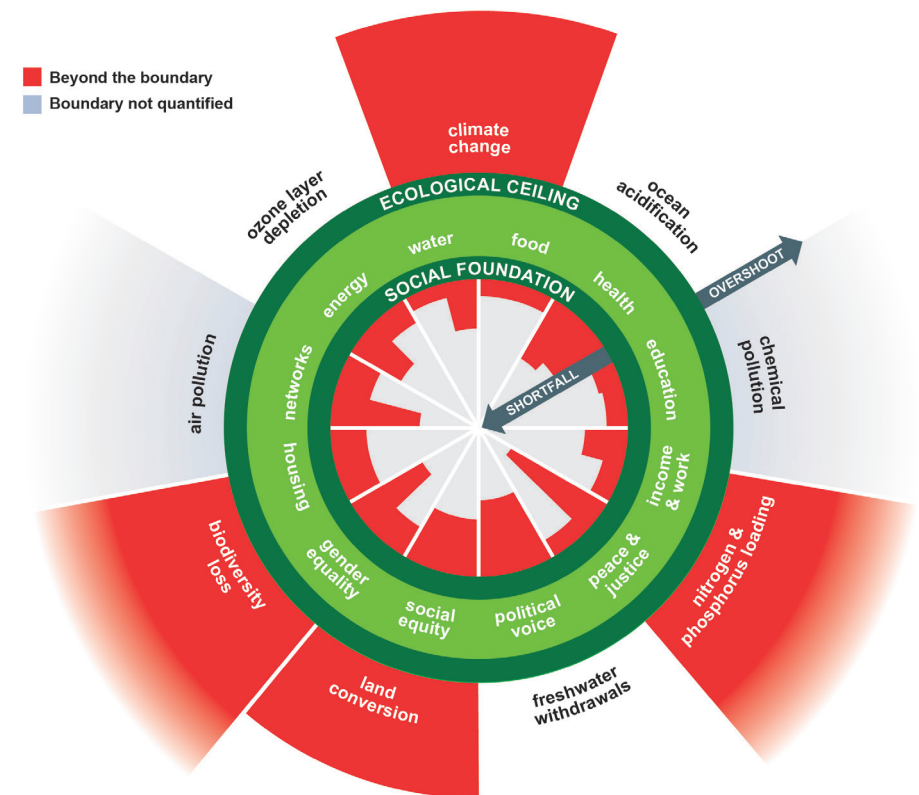 Beyond the boundary
Boundary not quantified
climate
change
ozone layer
depletion
ECOLOGICAL CEILING
ocean
acidification
water
food
energy
SOCIAL FOUNDATION
health
OVERSHOOT
air pollution
networks
SHORTFALL
education
chemical
pollution
housing
income
& work
biodiversity
loss
gender
equality
social
equity
political
voice
peace &
justice
nitrogen &
phosphorus loading
land
conversion
freshwater
withdrawals